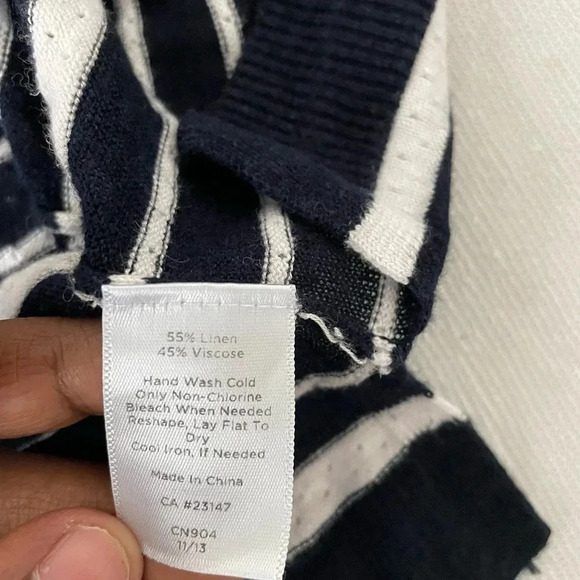 55% Linen
45% Viscose
Hand Wash Cold
Only Non-Chlorine
Bleach When Needed
Reshape, Lay Flat To
Dry
Cool Iron, If Needed
Made In China
CA #23147
CN904
11/13